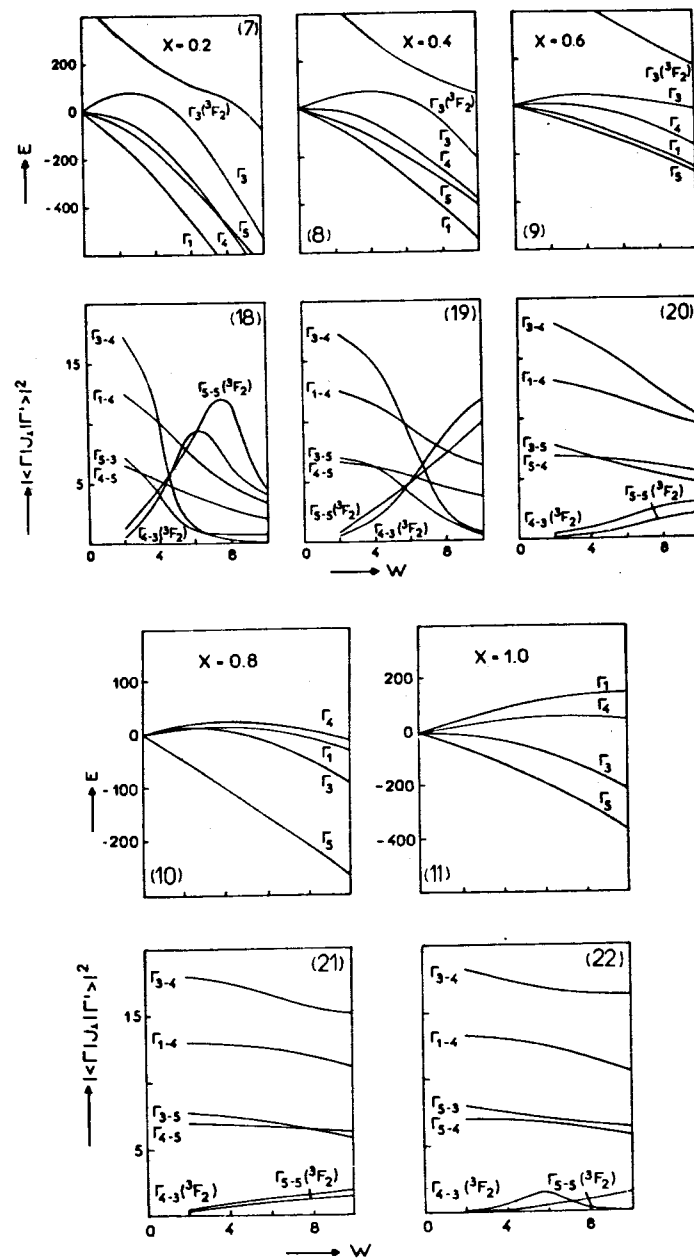 (7)
X = 0.2
200
0
-200
-400
→ E
Γ3(³F2)
Γ3
Γ1
Γ4
Γ5
X = 0.4
Γ3(³F2)
Γ3
Γ4
Γ5
Γ1
(8)
X = 0.6
Γ3(³F2)
Γ3
Γ4
Γ1
Γ5
(9)
(18)
Γ3-4
15
Γ1-4
Γ5-5(³F2)
Γ5-3
Γ4-5
5
Γ4-3(³F2)
0 4 8
→ |<Γ|J⊥|Γ'>|²
(19)
Γ3-4
Γ1-4
Γ3-5
Γ4-5
Γ5-5(³F2)
Γ4-3(³F2)
0 4 8
→ W
(20)
Γ3-4
Γ1-4
Γ3-5
Γ5-4
Γ5-5(³F2)
Γ4-3(³F2)
0 4 8
X = 0.8
100
0
-100
-200
→ E
Γ4
Γ1
Γ3
Γ5
(10)
X = 1.0
200
0
-200
-400
Γ1
Γ4
Γ3
Γ5
(11)
(21)
Γ3-4
15
Γ1-4
Γ3-5
Γ4-5
5
Γ4-3(³F2)
Γ5-5(³F2)
0 4 8
→ |<Γ|J⊥|Γ'>|²
(22)
Γ3-4
Γ1-4
Γ5-3
Γ5-4
Γ4-3(³F2)
Γ5-5(³F2)
0 4 8
→ W